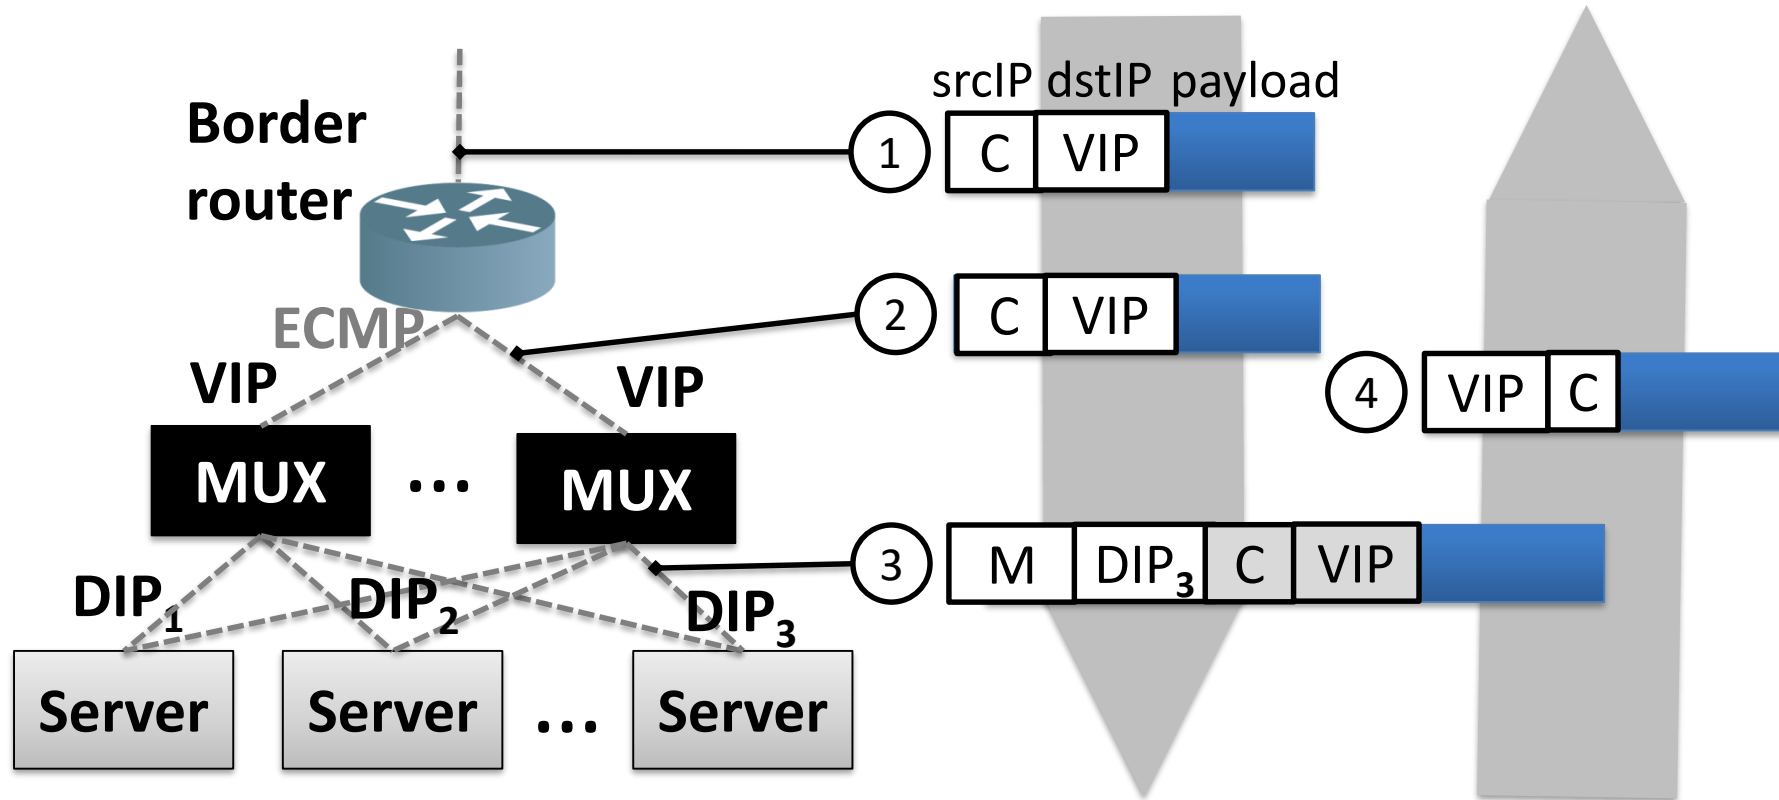 srcIP dstIP payload
Border
router
1 C VIP
ECMP
2 C VIP
VIP VIP
4 VIP C
MUX ... MUX
3 M DIP3 C VIP
DIP1 DIP2 DIP3
Server Server ... Server